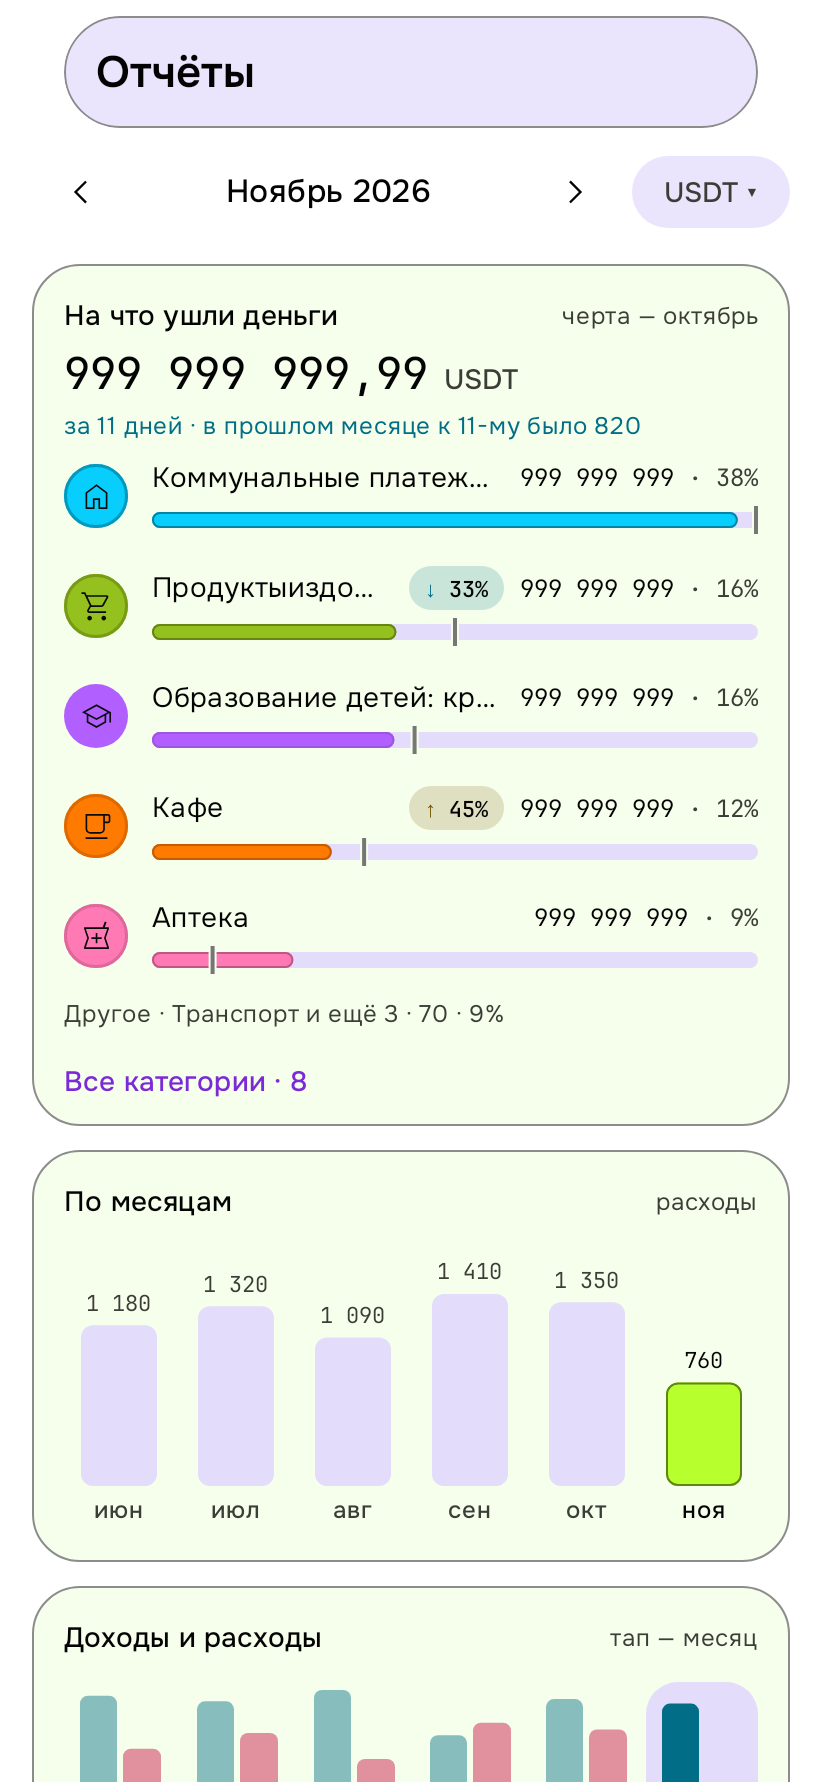 Отчёты
Ноябрь 2026 USDT ▾
На что ушли деньги черта — октябрь
999 999 999,99 USDT
за 11 дней · в прошлом месяце к 11-му было 820
Коммунальные платеж... 999 999 999 · 38%
Продуктыиздо... ↓ 33% 999 999 999 · 16%
Образование детей: кр... 999 999 999 · 16%
Кафе ↑ 45% 999 999 999 · 12%
Аптека 999 999 999 · 9%
Другое · Транспорт и ещё 3 · 70 · 9%
Все категории · 8
По месяцам расходы
1 180 1 320 1 090 1 410 1 350 760
июн июл авг сен окт ноя
Доходы и расходы тап — месяц